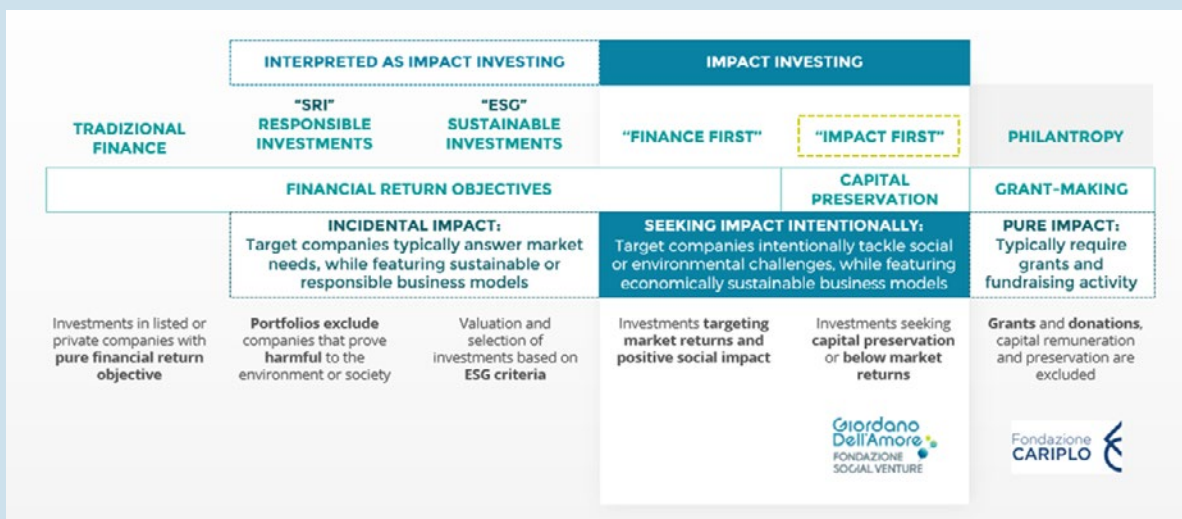 INTERPRETED AS IMPACT INVESTING
IMPACT INVESTING
TRADIZIONAL
FINANCE
"SRI"
RESPONSIBLE
INVESTMENTS
"ESG"
SUSTAINABLE
INVESTMENTS
"FINANCE FIRST"
"IMPACT FIRST"
PHILANTROPY
FINANCIAL RETURN OBJECTIVES
CAPITAL
PRESERVATION
GRANT-MAKING
INCIDENTAL IMPACT:
Target companies typically answer market
needs, while featuring sustainable or
responsible business models
SEEKING IMPACT INTENTIONALLY:
Target companies intentionally tackle social
or environmental challenges, while featuring
economically sustainable business models
PURE IMPACT:
Typically require
grants and
fundraising activity
Investments in listed or
private companies with
pure financial return
objective
Portfolios exclude
companies that prove
harmful to the
environment or society
Valuation and
selection of
investments based on
ESG criteria
Investments targeting
market returns and
positive social impact
Investments seeking
capital preservation
or below market
returns
Grants and donations,
capital remuneration
and preservation are
excluded
Giordano
Dell'Amore
FONDAZIONE
SOCIAL VENTURE
Fondazione
CARIPLO